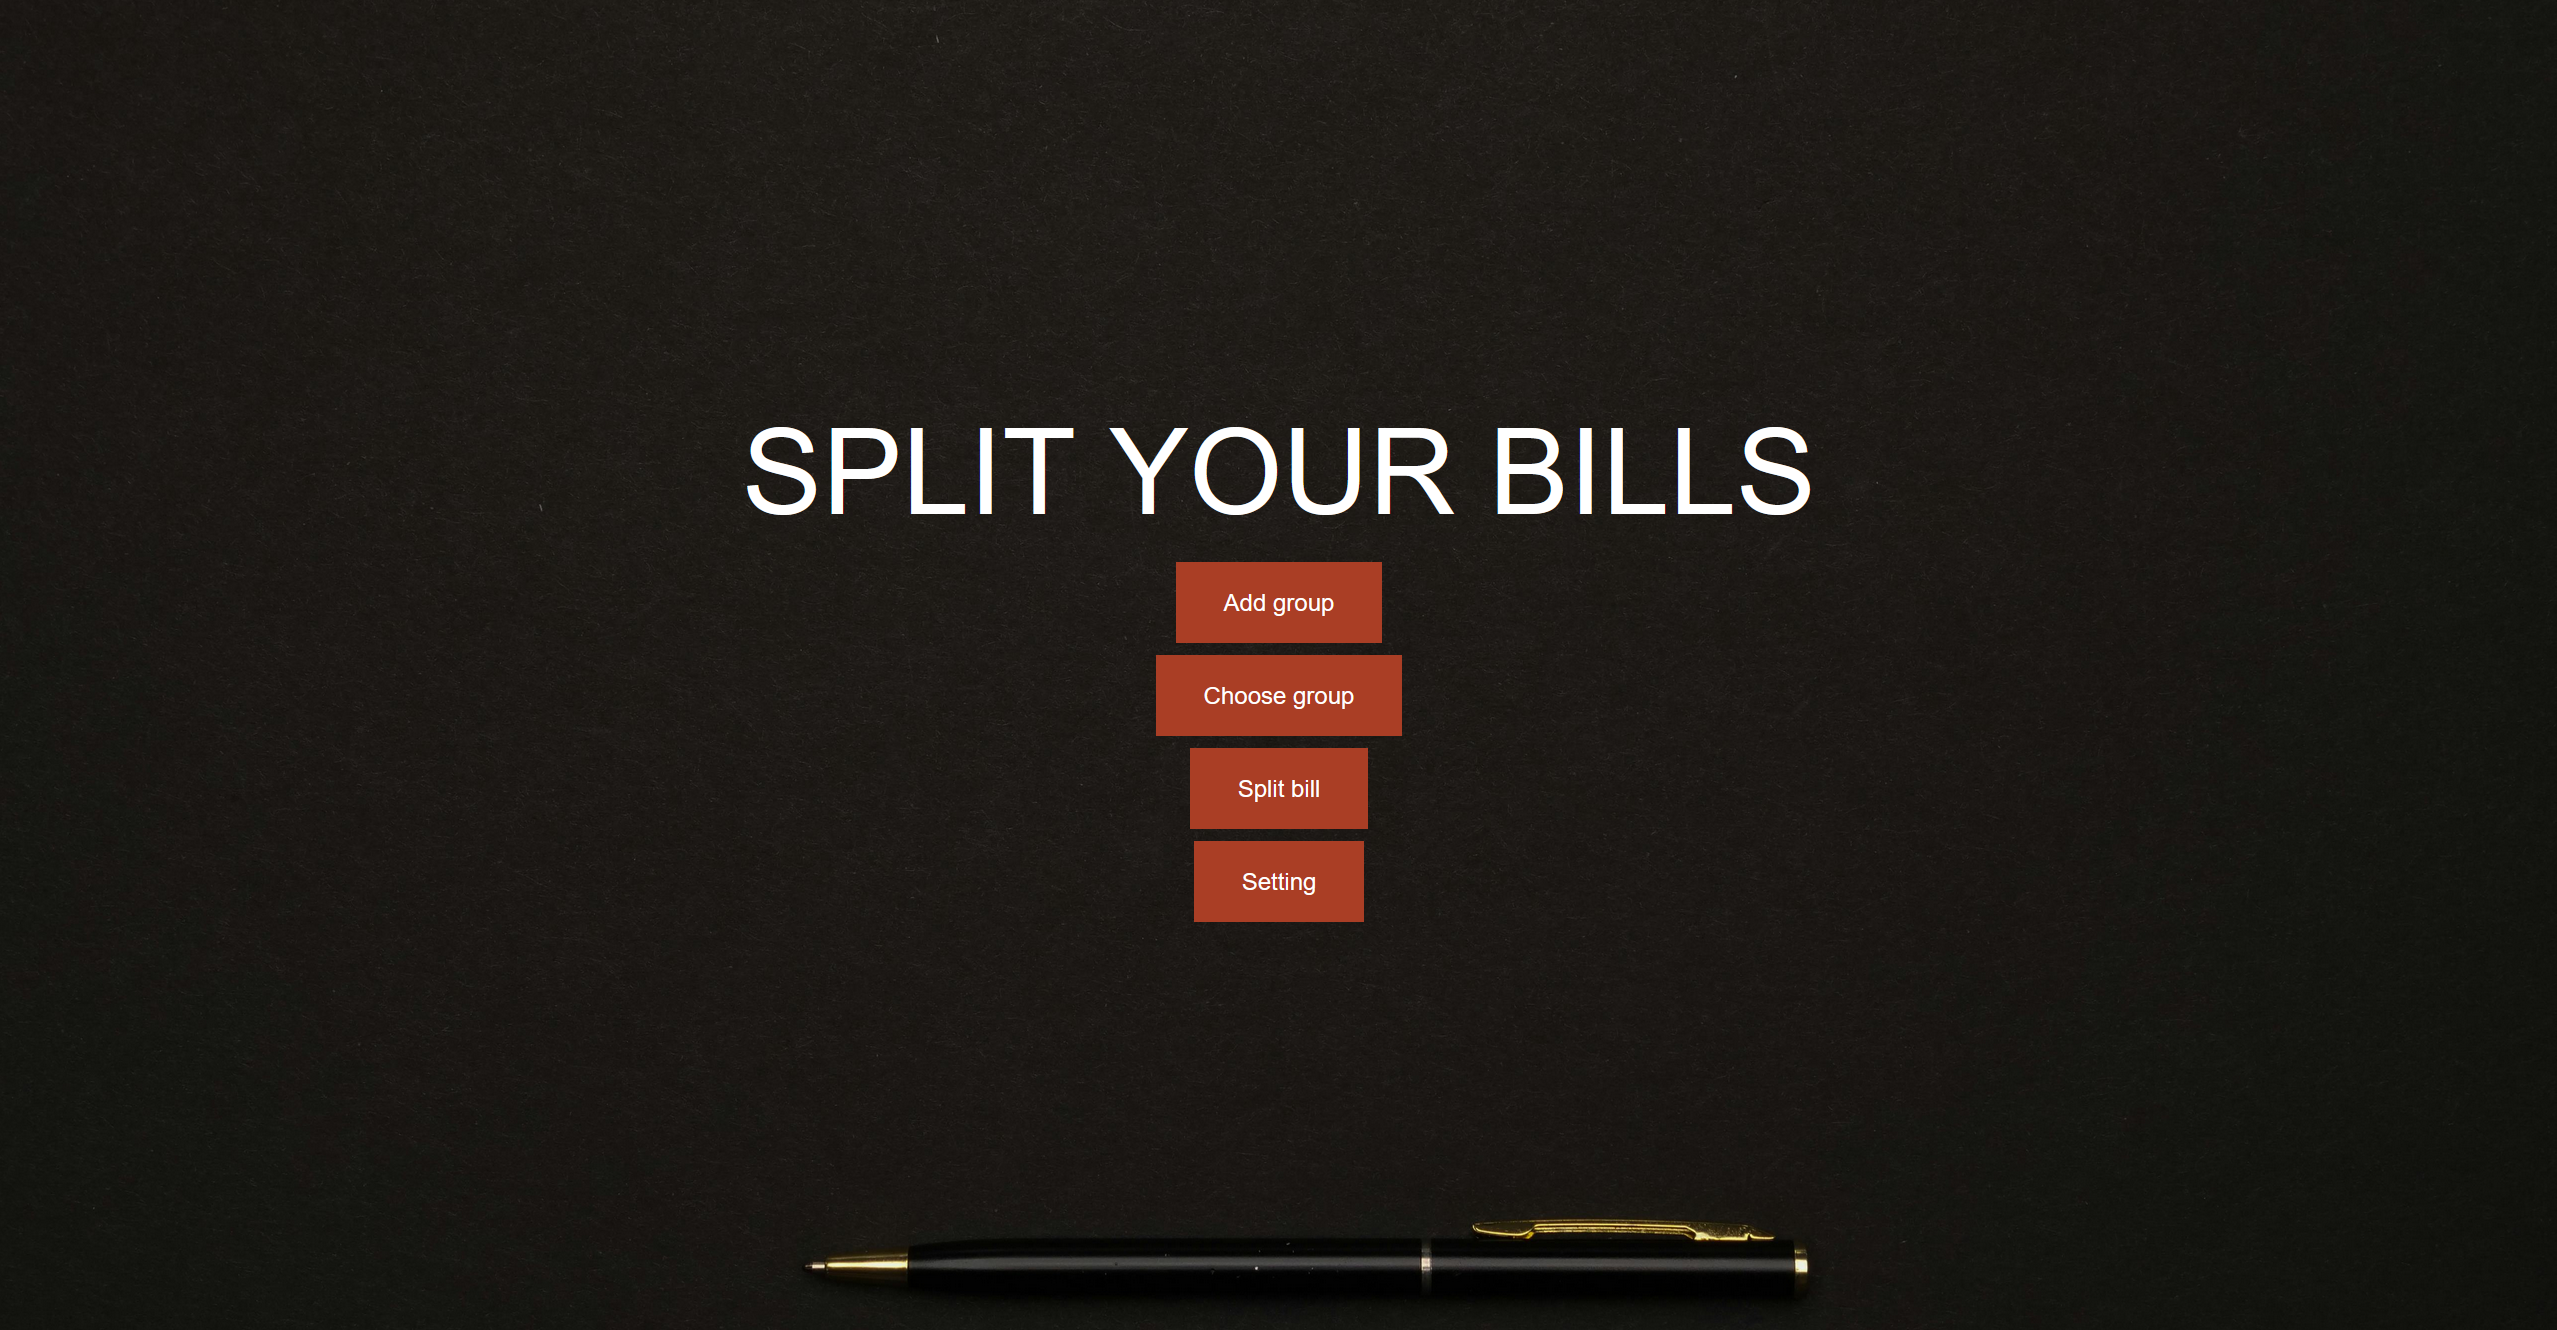 SPLIT YOUR BILLS
Add group
Choose group
Split bill
Setting